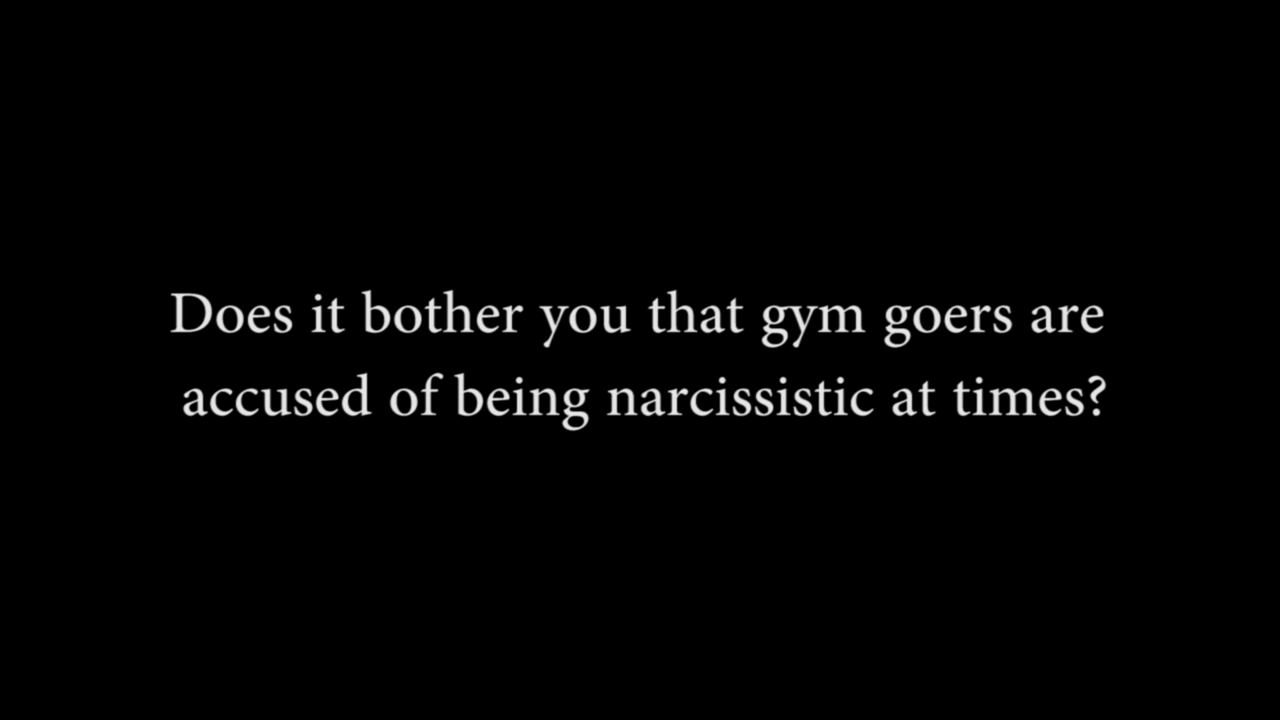 Does it bother you that gym goers are
accused of being narcissistic at times?